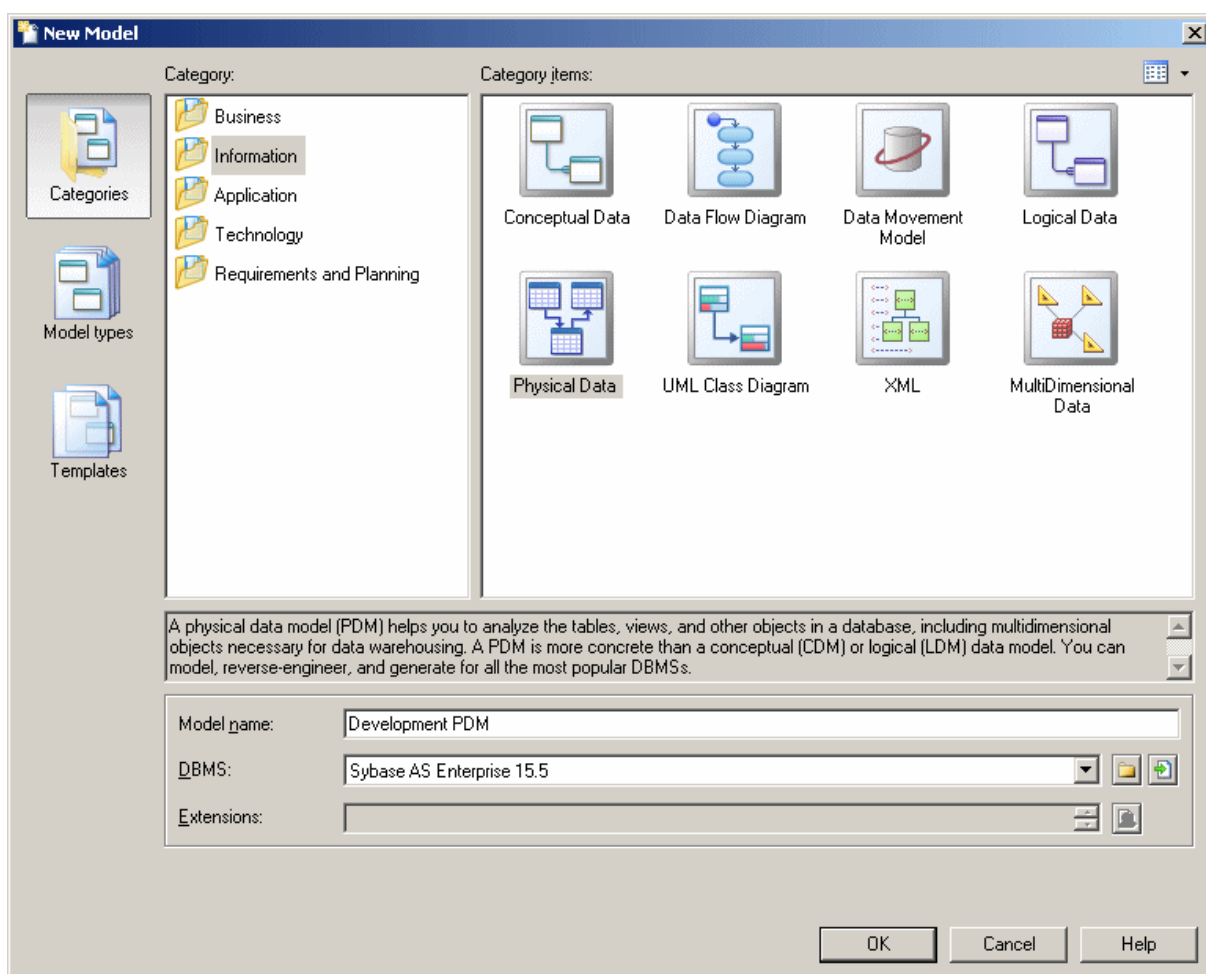 New Model
Category:
Category items:
Categories
Model types
Templates
Business
Information
Application
Technology
Requirements and Planning
Conceptual Data
Data Flow Diagram
Data Movement
Model
Logical Data
Physical Data
UML Class Diagram
XML
MultiDimensional
Data
A physical data model (PDM) helps you to analyze the tables, views, and other objects in a database, including multidimensional
objects necessary for data warehousing. A PDM is more concrete than a conceptual (CDM) or logical (LDM) data model. You can
model, reverse-engineer, and generate for all the most popular DBMSs.
Model name:
Development PDM
DBMS:
Sybase AS Enterprise 15.5
Extensions:
OK
Cancel
Help